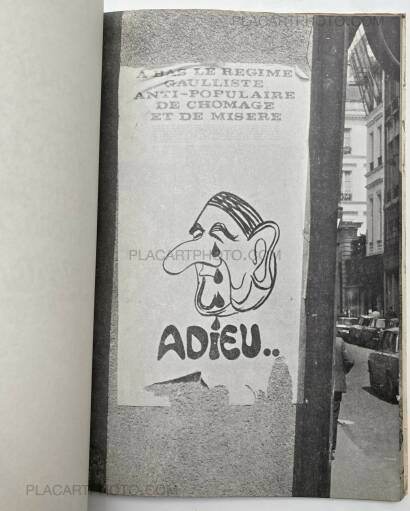 PLACARTPHOTO.COM
A BAS LE REGIME
GAULLISTE
ANTI-POPULAIRE
DE CHOMAGE
ET DE MISERE
PLACARTPHOTO.COM
ADIEU..
PLACARTPHOTO.COM